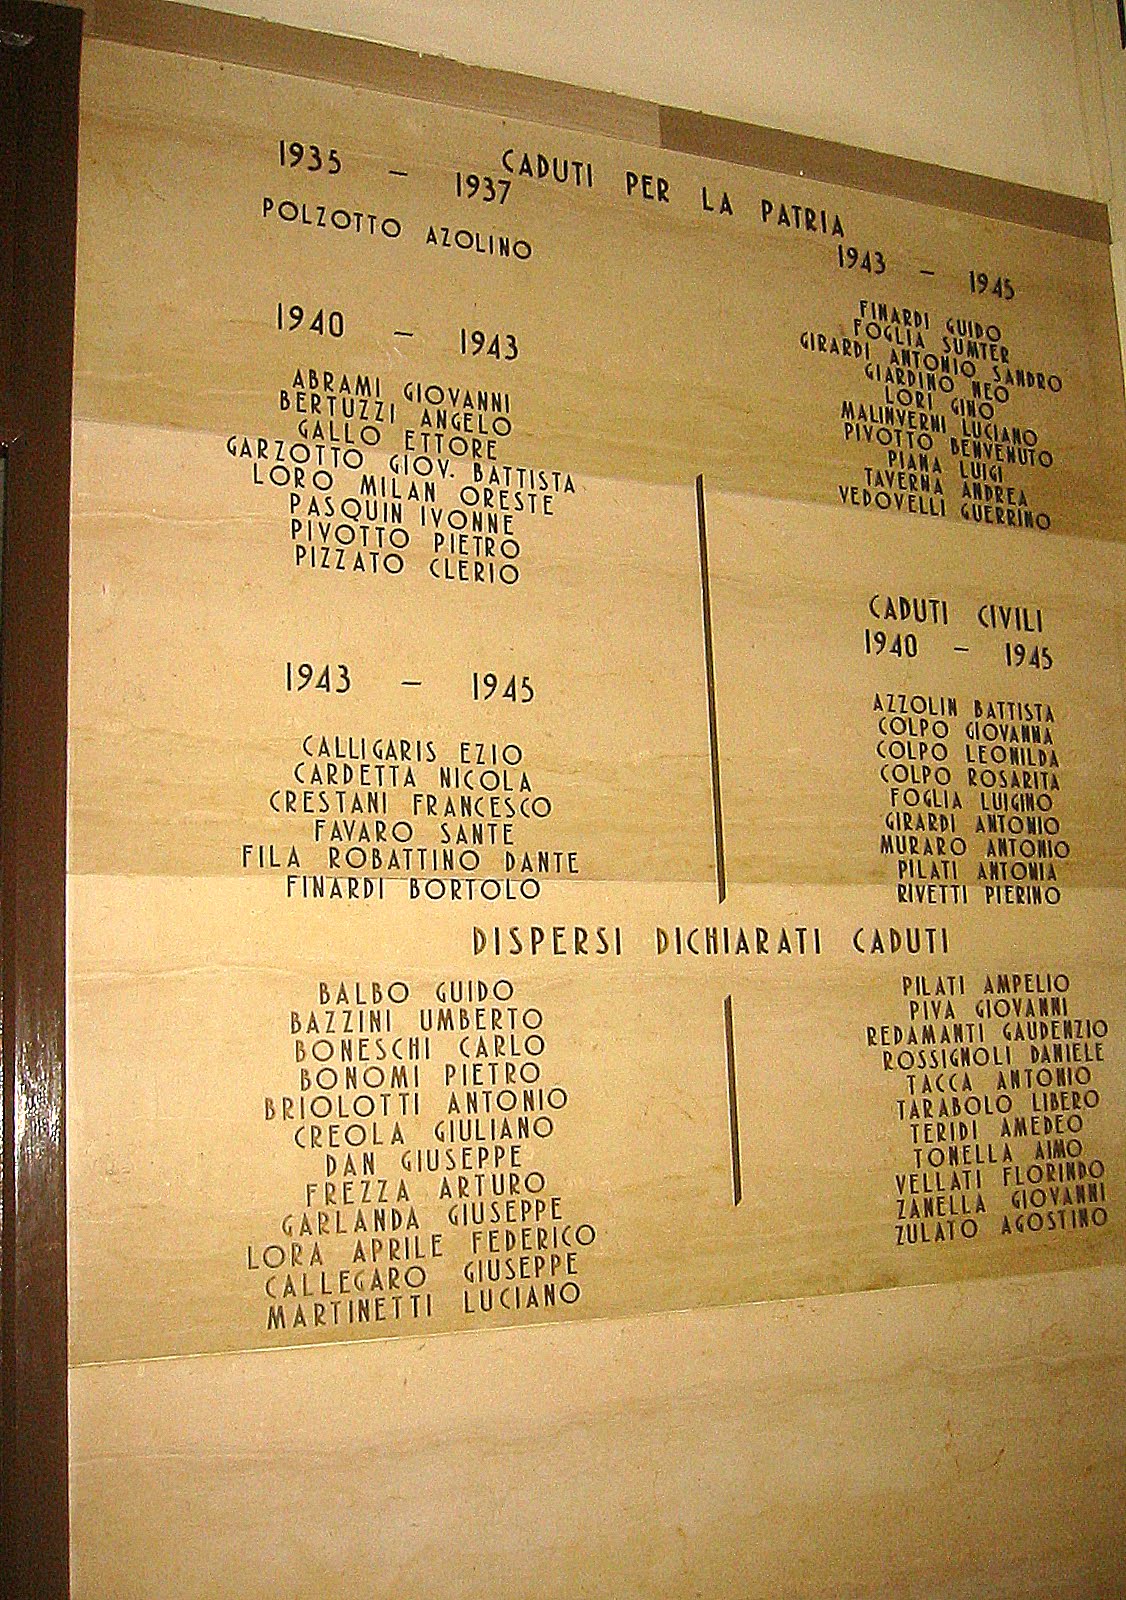 CADUTI PER LA PATRIA
1935 – 1937
POLZOTTO AZOLINO
1940 – 1943
ABRAMI GIOVANNI
BERTUZZI ANGELO
GALLO ETTORE
GARZOTTO GIOV. BATTISTA
LORO MILAN ORESTE
PASQUIN IVONNE
PIVOTTO PIETRO
PIZZATO CLERIO
1943 – 1945
CALLIGARIS EZIO
CARDETTA NICOLA
CRESTANI FRANCESCO
FAVARO SANTE
FILA ROBATTINO DANTE
FINARDI BORTOLO
1943 – 1945
FINARDI GUIDO
FOGLIA SUMTER
GIRARDI ANTONIO SANDRO
GIARDINO NEO
LORI GINO
MALINVERNI LUCIANO
PIVOTTO BENVENUTO
PIANA LUIGI
TAVERNA ANDREA
VEDOVELLI GUERRINO
CADUTI CIVILI
1940 – 1945
AZZOLIN BATTISTA
COLPO GIOVANNA
COLPO LEONILDA
COLPO ROSARITA
FOGLIA LUIGINO
GIRARDI ANTONIO
MURARO ANTONIO
PILATI ANTONIA
RIVETTI PIERINO
DISPERSI DICHIARATI CADUTI
BALBO GUIDO
BAZZINI UMBERTO
BONESCHI CARLO
BONOMI PIETRO
BRIOLOTTI ANTONIO
CREOLA GIULIANO
DAN GIUSEPPE
FREZZA ARTURO
GARLANDA GIUSEPPE
LORA APRILE FEDERICO
CALLEGARO GIUSEPPE
MARTINETTI LUCIANO
PILATI AMPELIO
PIVA GIOVANNI
REDAMANTI GAUDENZIO
ROSSIGNOLI DANIELE
TACCA ANTONIO
TARABOLO LIBERO
TERIDI AMEDEO
TONELLA AIMO
VELLATI FLORINDO
ZANELLA GIOVANNI
ZULATO AGOSTINO